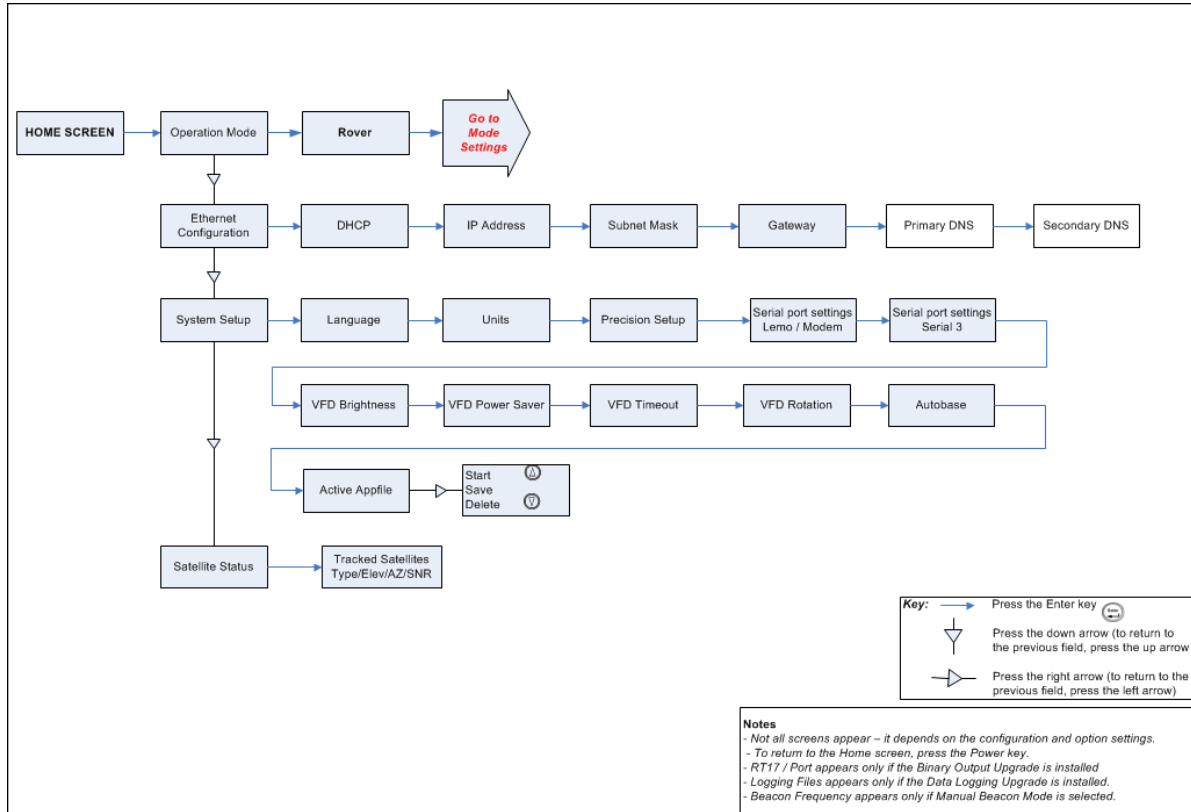 HOME SCREEN
Operation Mode
Rover
Go to
Mode
Settings
Ethernet
Configuration
DHCP
IP Address
Subnet Mask
Gateway
Primary DNS
Secondary DNS
System Setup
Language
Units
Precision Setup
Serial port settings
Lemo / Modem
Serial port settings
Serial 3
VFD Brightness
VFD Power Saver
VFD Timeout
VFD Rotation
Autobase
Active Appfile
Start
Save
Delete
Satellite Status
Tracked Satellites
Type/Elev/AZ/SNR
Key:
Press the Enter key
Enter
Press the down arrow (to return to
the previous field, press the up arrow
Press the right arrow (to return to the
previous field, press the left arrow)
Notes
- Not all screens appear – it depends on the configuration and option settings.
- To return to the Home screen, press the Power key.
- RT17 / Port appears only if the Binary Output Upgrade is installed
- Logging Files appears only if the Data Logging Upgrade is installed.
- Beacon Frequency appears only if Manual Beacon Mode is selected.